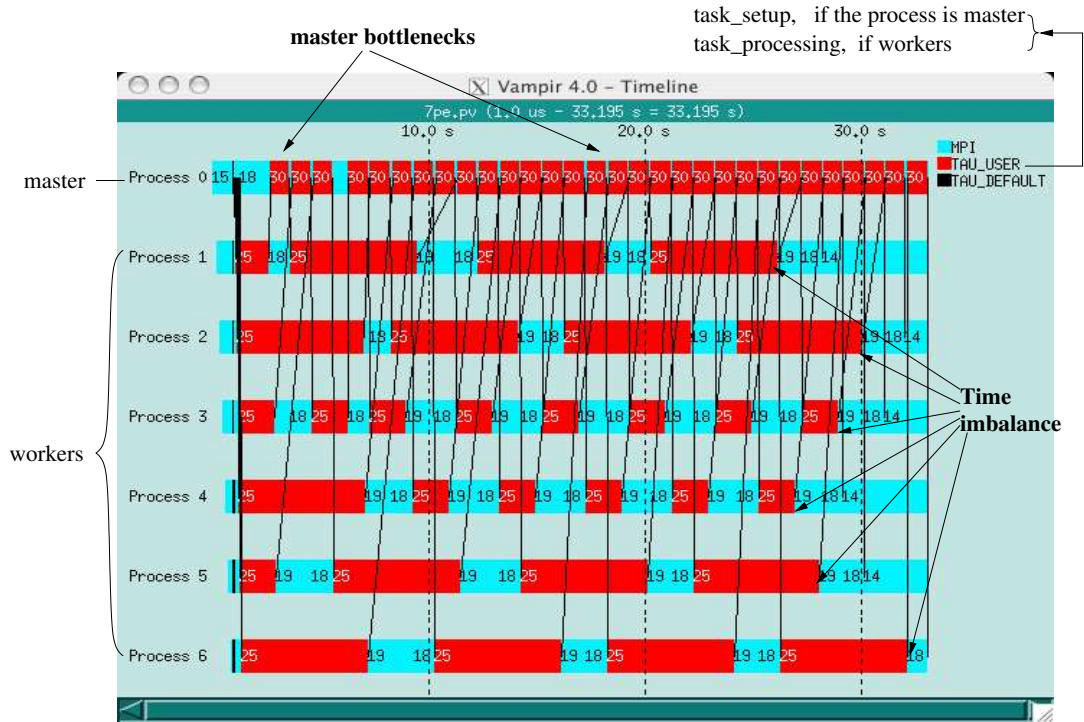 task_setup, if the process is master
task_processing, if workers
master bottlenecks
Vampir 4.0 – Timeline
7pe.pv (1.0 us - 33.195 s = 33.195 s)
10.0 s 20.0 s 30.0 s
MPI
TAU_USER
TAU_DEFAULT
master
Process 0 15 18 30 30 30 30 30 30 30 30 30 30 30 30 30 30 30 30 30 30 30 30 30 30 30 30 30 30 30 30 30 30
Process 1 25 18 25 19 18 25 19 18 25 19 18 14
Process 2 25 18 25 19 18 25 19 18 25 19 18 14
Process 3 25 18 25 18 25 19 18 25 19 18 25 19 18 25 19 18 25 19 18 25 19 18 14
Process 4 25 19 18 25 19 18 25 19 18 25 19 18 25 19 18 25 19 18 14
Process 5 25 19 18 25 19 18 25 19 18 25 19 18 14
Process 6 25 19 18 25 19 18 25 19 18 25 18
workers
Time
imbalance